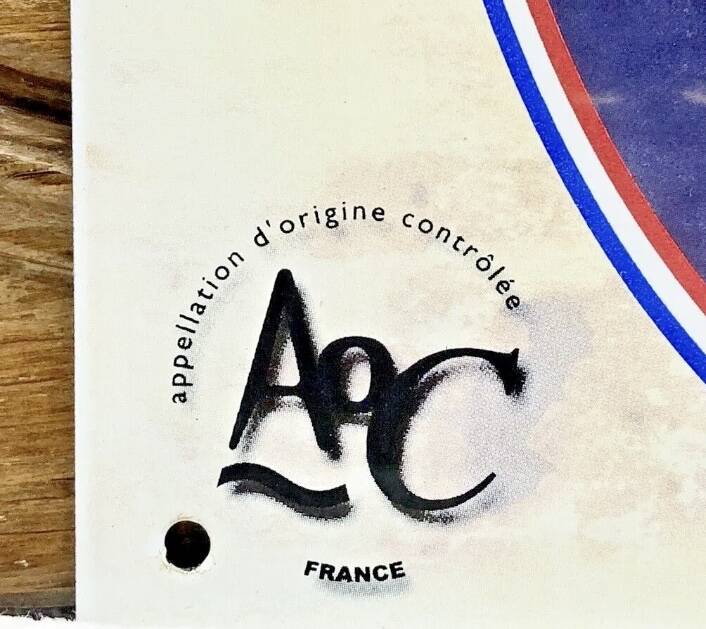 appellation d'origine contrôlée
AOC
FRANCE